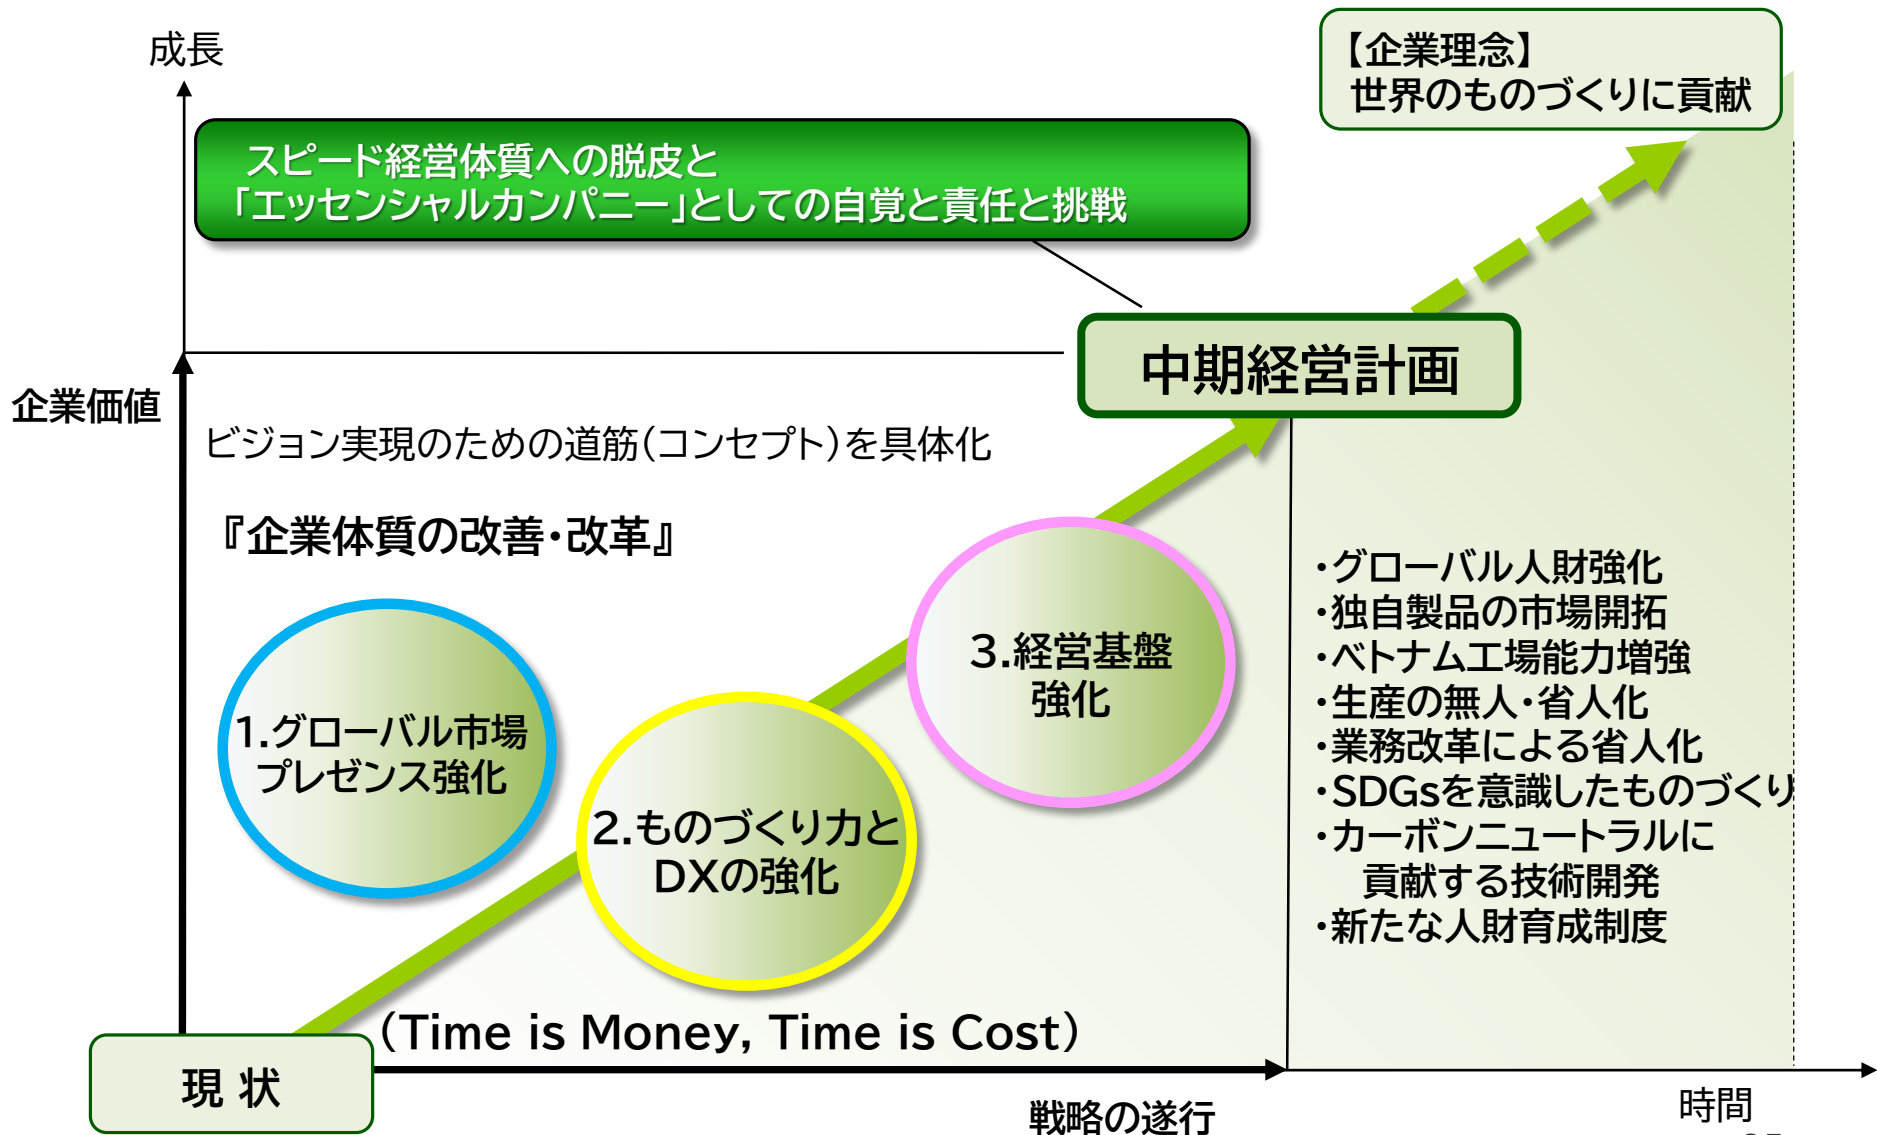 成長
【企業理念】
世界のものづくりに貢献
スピード経営体質への脱皮と
「エッセンシャルカンパニー」としての自覚と責任と挑戦
中期経営計画
企業価値
ビジョン実現のための道筋(コンセプト)を具体化
『企業体質の改善・改革』
1.グローバル市場
プレゼンス強化
2.ものづくり力と
DXの強化
3.経営基盤
強化
・グローバル人財強化
・独自製品の市場開拓
・ベトナム工場能力増強
・生産の無人・省人化
・業務改革による省人化
・SDGsを意識したものづくり
・カーボンニュートラルに
貢献する技術開発
・新たな人財育成制度
(Time is Money, Time is Cost)
現 状
戦略の遂行
時間